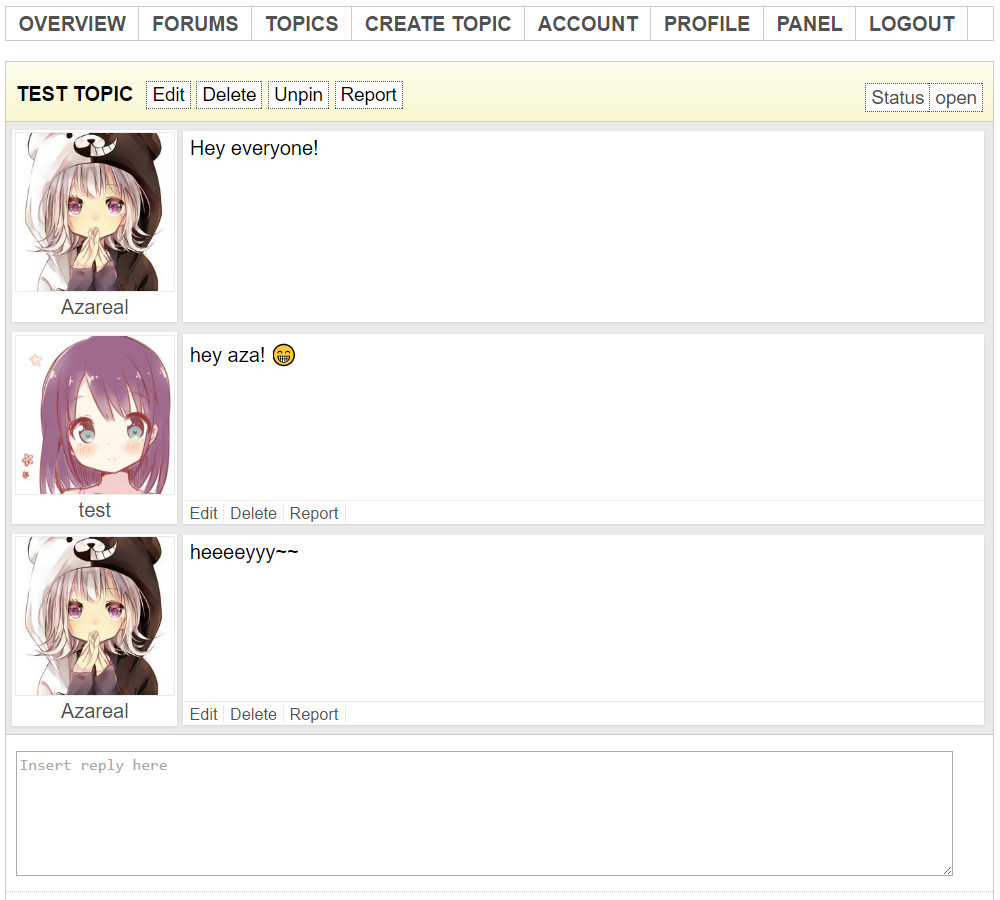 OVERVIEW FORUMS TOPICS CREATE TOPIC ACCOUNT PROFILE PANEL LOGOUT
TEST TOPIC Edit Delete Unpin Report Status open
Hey everyone!
Azareal
hey aza! 😁
test
Edit Delete Report
heeeeyyy~~
Azareal
Edit Delete Report
Insert reply here